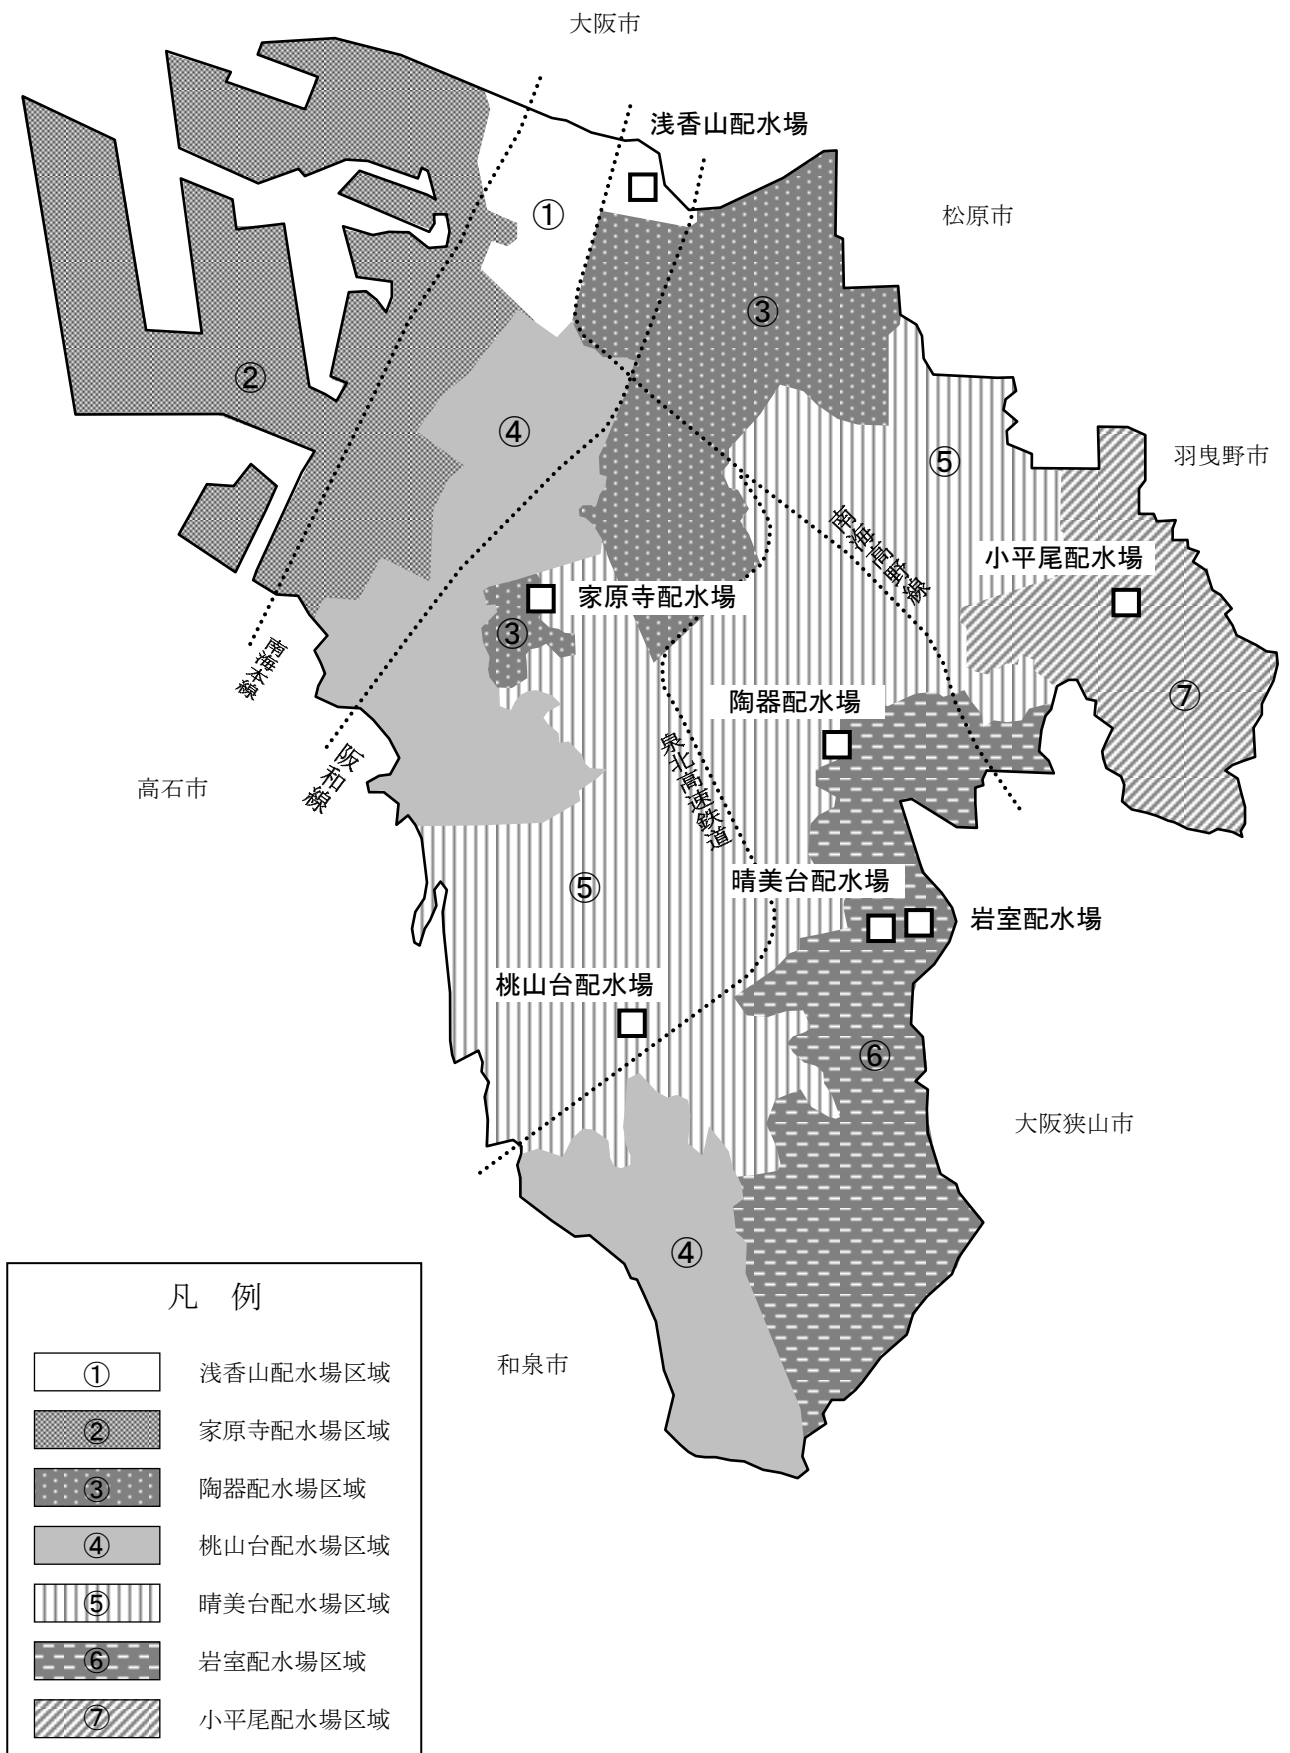 大阪市
浅香山配水場
①
松原市
③
②
④
⑤
羽曳野市
南海高野線
小平尾配水場
家原寺配水場
③
南海本線
⑦
陶器配水場
阪和線
泉北高速鉄道
高石市
晴美台配水場
⑤
岩室配水場
桃山台配水場
⑥
大阪狭山市
④
和泉市
凡 例
① 浅香山配水場区域
② 家原寺配水場区域
③ 陶器配水場区域
④ 桃山台配水場区域
⑤ 晴美台配水場区域
⑥ 岩室配水場区域
⑦ 小平尾配水場区域